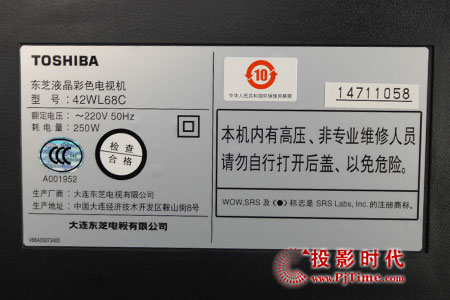 TOSHIBA
东芝液晶彩色电视机
型 号：42WL68C
额定电压：～220V 50Hz
耗 电 量：250W
检 查
合 格
A001952
生产厂商：大连东芝电视有限公司
生产地址：中国大连经济技术开发区鞍山街8号
大连东芝电视有限公司
10
14711058
本机内有高压、非专业维修人员
请勿自行打开后盖、以免危险。
WOW,SRS 及 (●) 标志是 SRS Labs, Inc. 的注册商标。
投影时代
www.PjTime.com